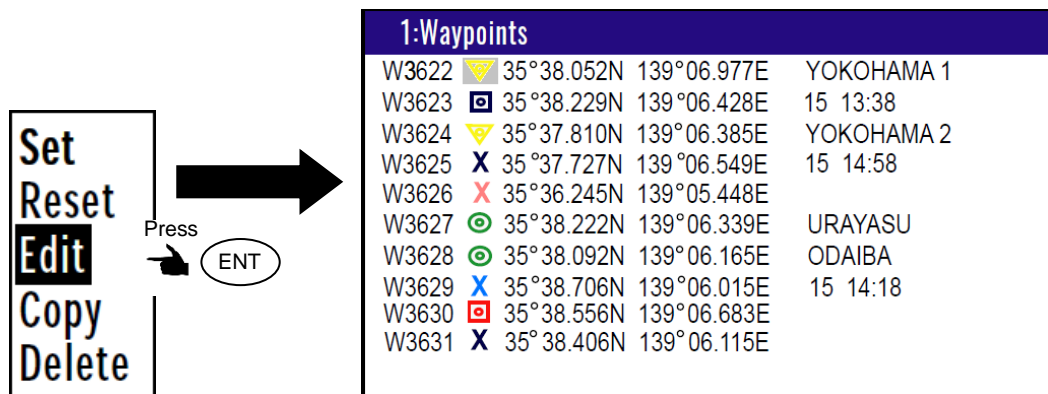 Set
Reset
Edit
Copy
Delete
Press
ENT
1:Waypoints
W3622 35°38.052N 139°06.977E YOKOHAMA 1
W3623 35°38.229N 139°06.428E 15 13:38
W3624 35°37.810N 139°06.385E YOKOHAMA 2
W3625 X 35°37.727N 139°06.549E 15 14:58
W3626 X 35°36.245N 139°05.448E
W3627 35°38.222N 139°06.339E URAYASU
W3628 35°38.092N 139°06.165E ODAIBA
W3629 X 35°38.706N 139°06.015E 15 14:18
W3630 35°38.556N 139°06.683E
W3631 X 35°38.406N 139°06.115E